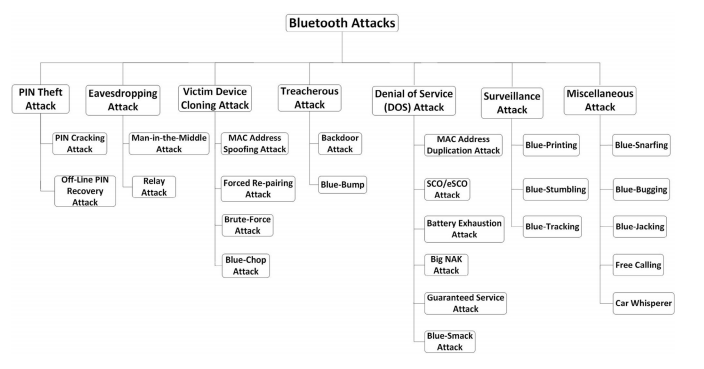 Bluetooth Attacks
PIN Theft
Attack
PIN Cracking
Attack
Off-Line PIN
Recovery
Attack
Eavesdropping
Attack
Man-in-the-Middle
Attack
Relay
Attack
Victim Device
Cloning Attack
MAC Address
Spoofing Attack
Forced Re-pairing
Attack
Brute-Force
Attack
Blue-Chop
Attack
Treacherous
Attack
Backdoor
Attack
Blue-Bump
Denial of Service
(DOS) Attack
MAC Address
Duplication Attack
SCO/eSCO
Attack
Battery Exhaustion
Attack
Big NAK
Attack
Guaranteed Service
Attack
Blue-Smack
Attack
Surveillance
Attack
Blue-Printing
Blue-Stumbling
Blue-Tracking
Miscellaneous
Attack
Blue-Snarfing
Blue-Bugging
Blue-Jacking
Free Calling
Car Whisperer